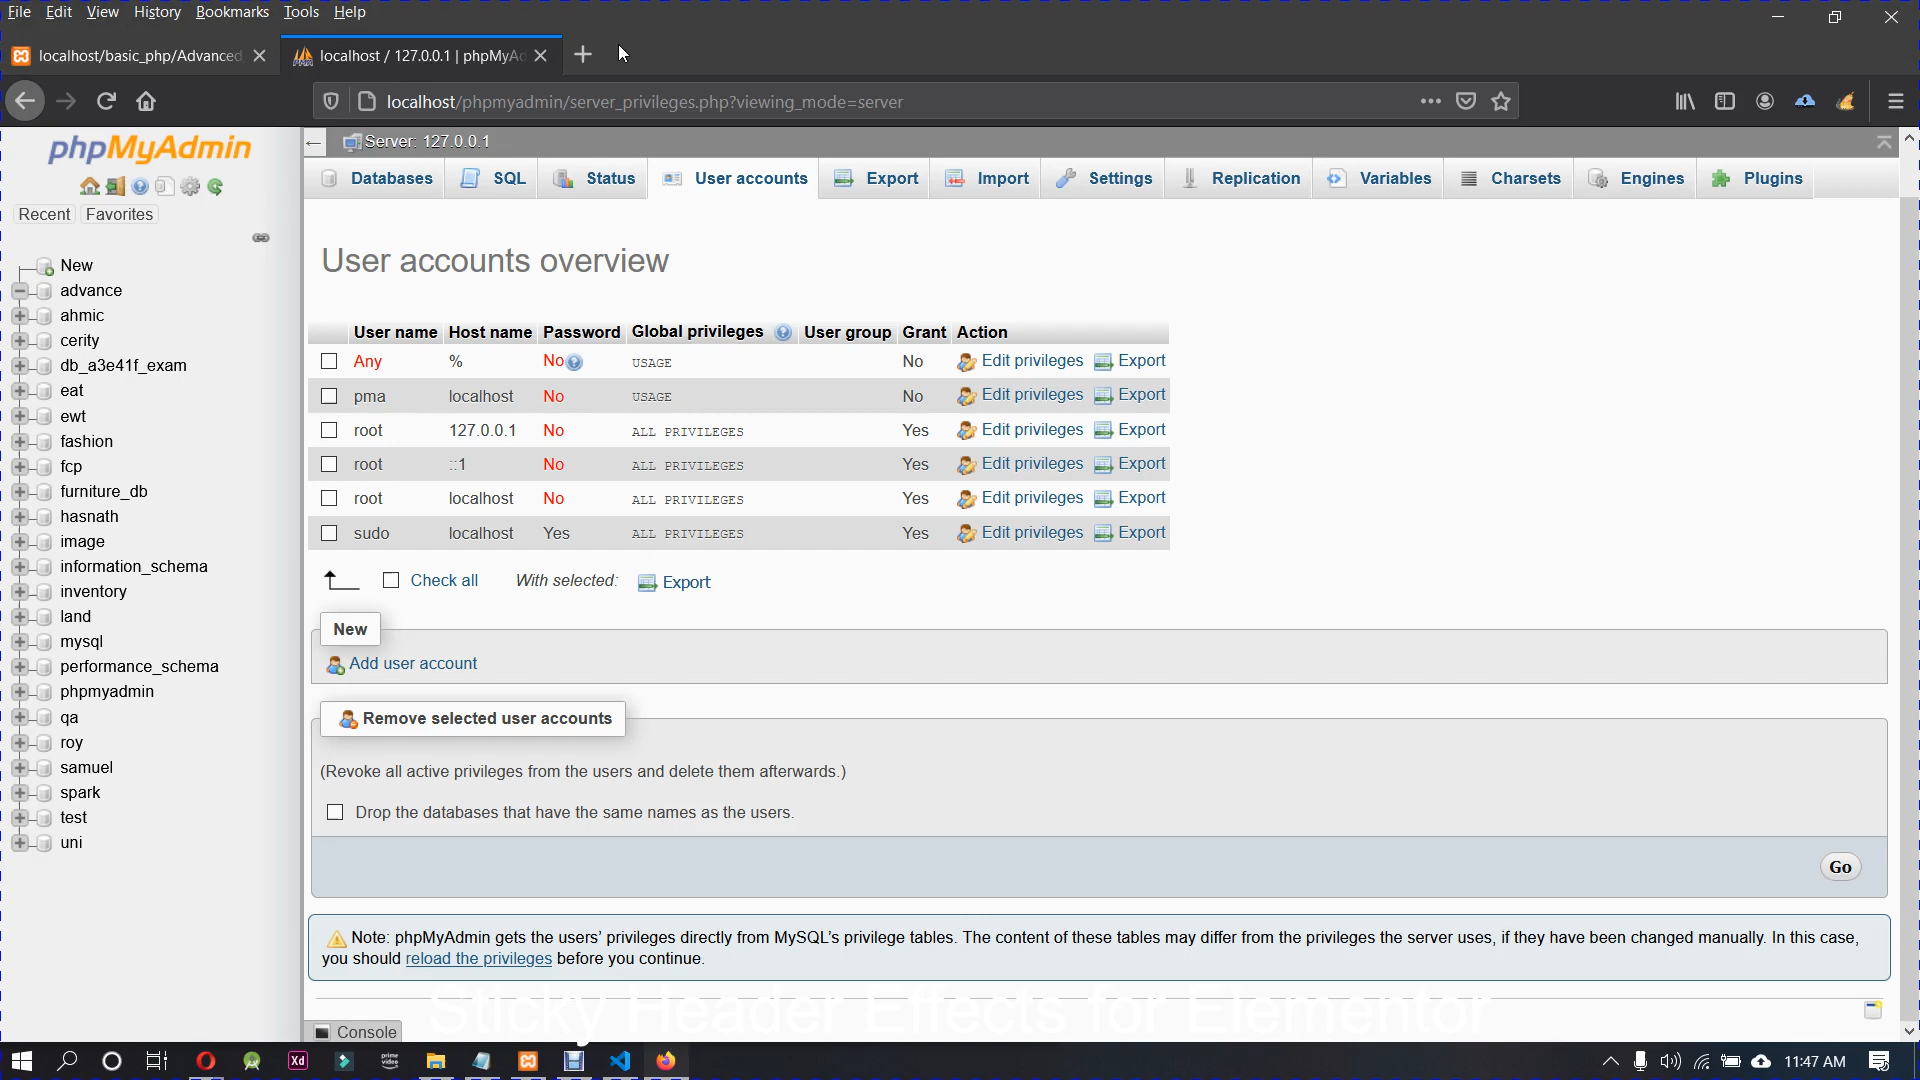 File Edit View History Bookmarks Tools Help
localhost/basic_php/Advanced
localhost / 127.0.0.1 | phpMyAd
localhost/phpmyadmin/server_privileges.php?viewing_mode=server
phpMyAdmin
Recent Favorites
New
advance
ahmic
cerity
db_a3e41f_exam
eat
ewt
fashion
fcp
furniture_db
hasnath
image
information_schema
inventory
land
mysql
performance_schema
phpmyadmin
qa
roy
samuel
spark
test
uni
Server: 127.0.0.1
Databases SQL Status User accounts Export Import Settings Replication Variables Charsets Engines Plugins
User accounts overview
User name Host name Password Global privileges User group Grant Action
Any % No USAGE No Edit privileges Export
pma localhost No USAGE No Edit privileges Export
root 127.0.0.1 No ALL PRIVILEGES Yes Edit privileges Export
root ::1 No ALL PRIVILEGES Yes Edit privileges Export
root localhost No ALL PRIVILEGES Yes Edit privileges Export
sudo localhost Yes ALL PRIVILEGES Yes Edit privileges Export
Check all With selected: Export
New
Add user account
Remove selected user accounts
(Revoke all active privileges from the users and delete them afterwards.)
Drop the databases that have the same names as the users.
Go
Note: phpMyAdmin gets the users' privileges directly from MySQL's privilege tables. The content of these tables may differ from the privileges the server uses, if they have been changed manually. In this case,
you should reload the privileges before you continue.
Sticky Header Effects for Elementor
Console
Xd
prime video
11:47 AM